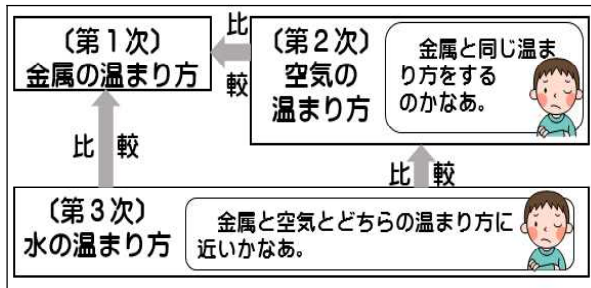 （第１次）
金属の温まり方
比
較
（第２次）
空気の
温まり方
金属と同じ温ま
り方をする
のかなあ。
比 較
比 較
（第３次）
水の温まり方
金属と空気とどちらの温まり方に
近いかなあ。